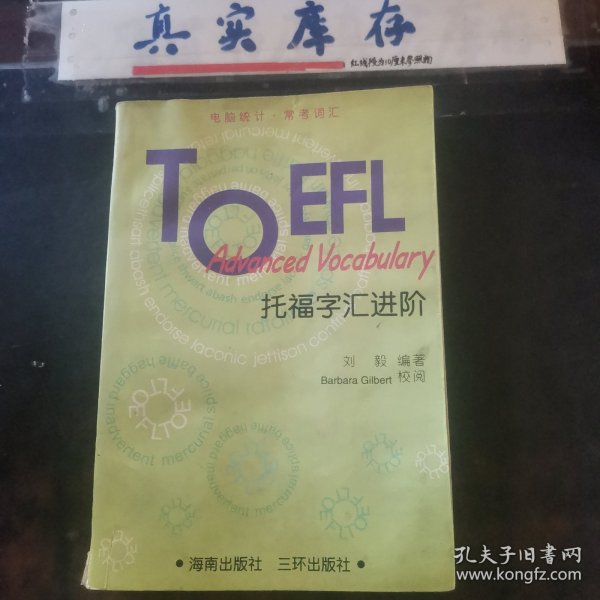 真实库存
红线段为10厘米参照物
电脑统计·常考词汇
TOEFL
Advanced Vocabulary
托福字汇进阶
刘 毅 编著
Barbara Gilbert 校阅
·海南出版社 三环出版社·
孔夫子旧书网
www.kongfz.com